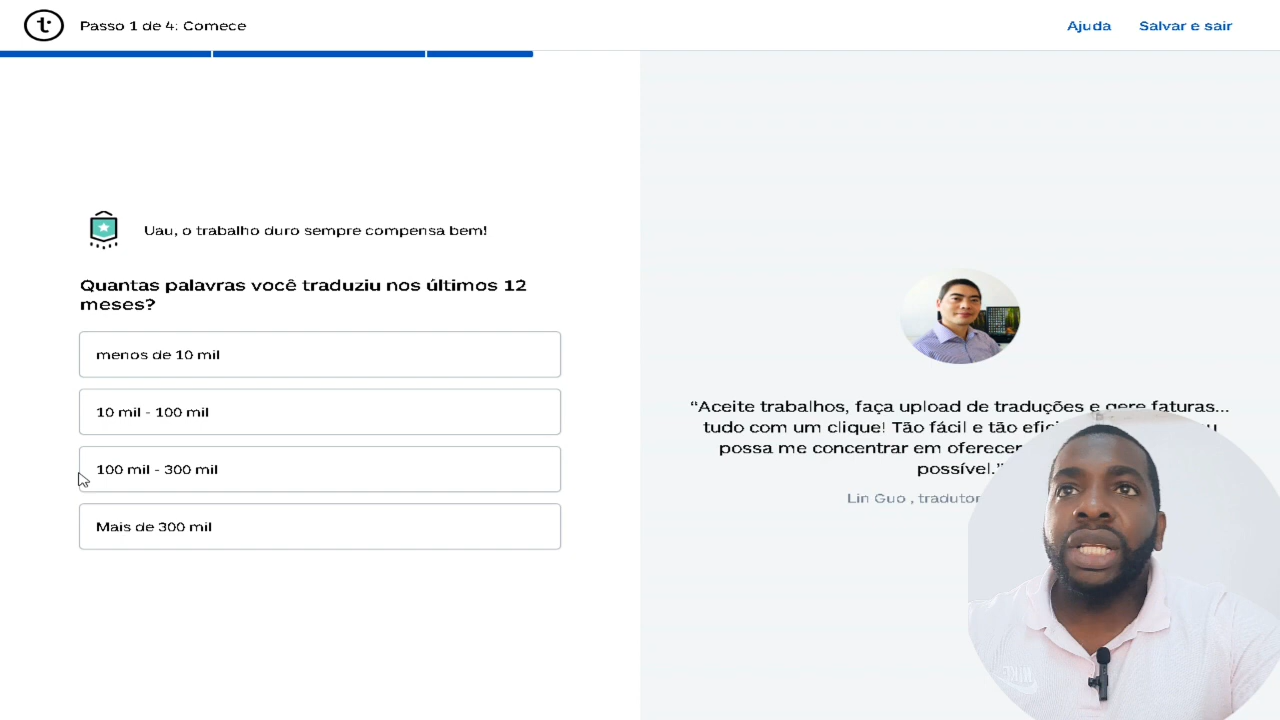 t Passo 1 de 4: Comece
Ajuda Salvar e sair
Uau, o trabalho duro sempre compensa bem!
Quantas palavras você traduziu nos últimos 12
meses?
menos de 10 mil
10 mil - 100 mil
100 mil - 300 mil
Mais de 300 mil
“Aceite trabalhos, faça upload de traduções e gere faturas...
tudo com um clique! Tão fácil e tão
possa me concentrar em oferecer
possível.”
Lin Guo , tradutor